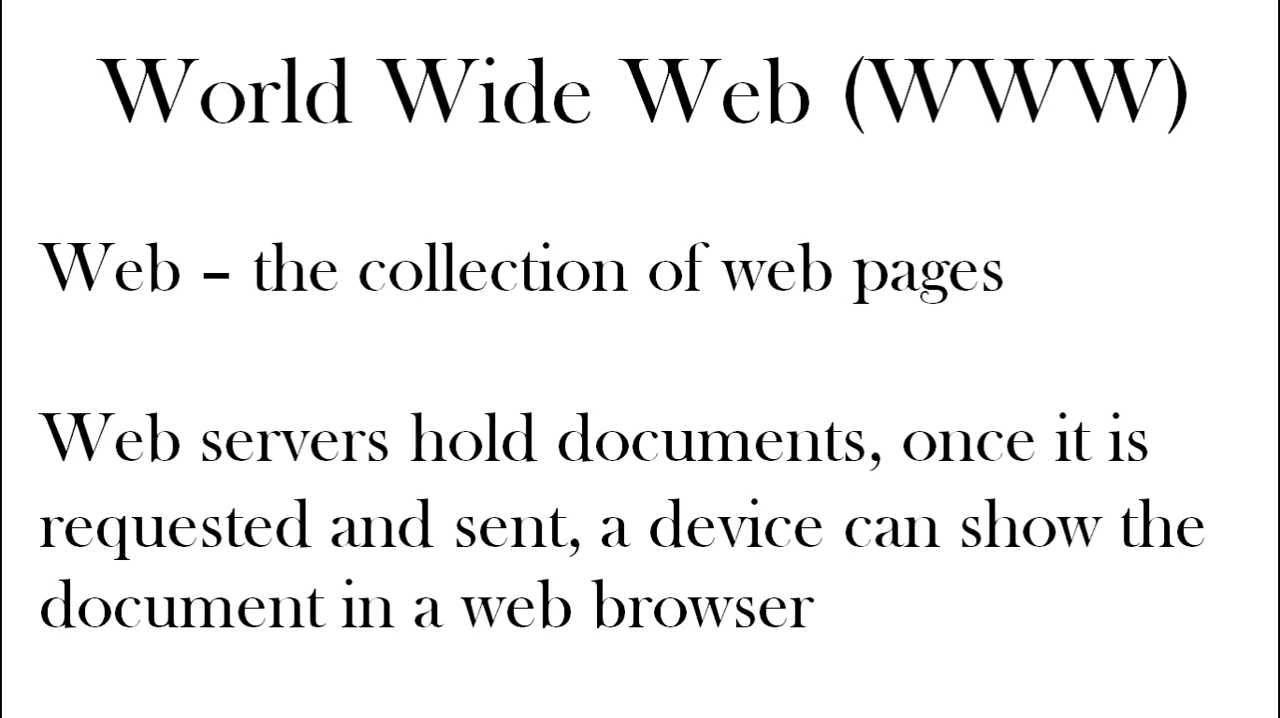 World Wide Web (WWW)
Web – the collection of web pages
Web servers hold documents, once it is
requested and sent, a device can show the
document in a web browser